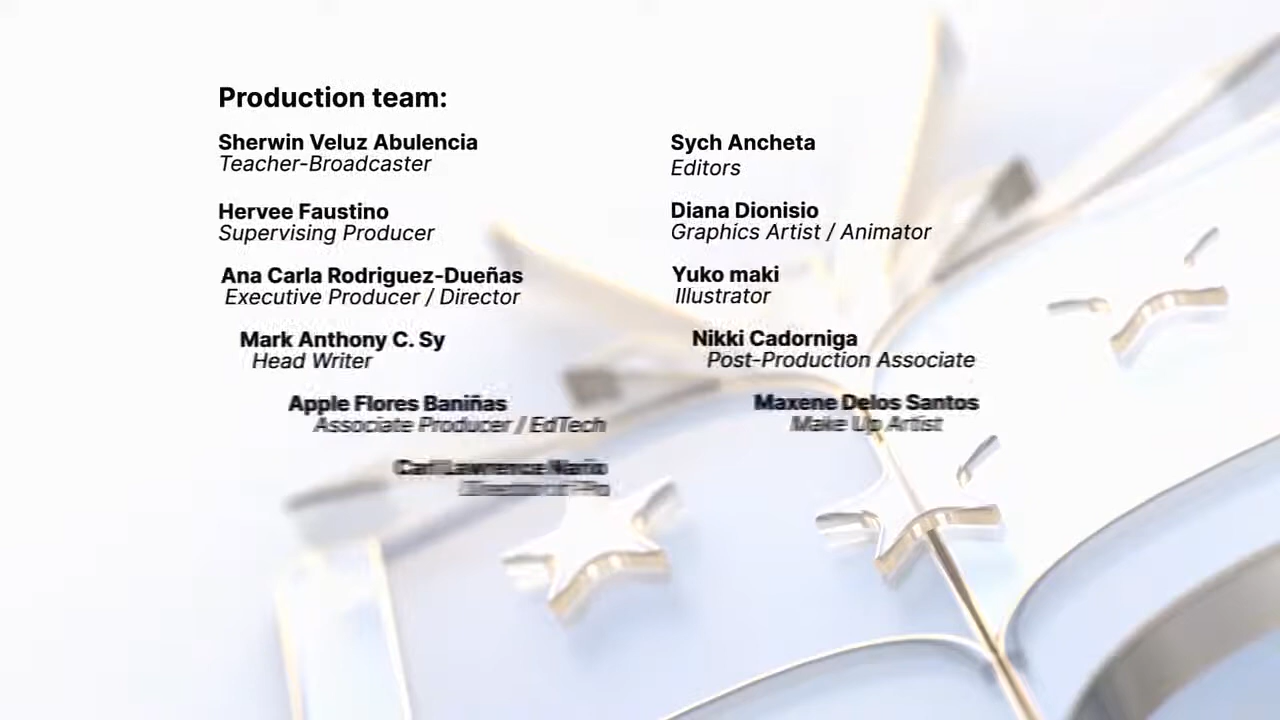 Production team:
Sherwin Veluz Abulencia
Teacher-Broadcaster
Hervee Faustino
Supervising Producer
Ana Carla Rodriguez-Dueñas
Executive Producer / Director
Mark Anthony C. Sy
Head Writer
Apple Flores Baniñas
Associate Producer / EdTech
Carl Lawrence
Sych Ancheta
Editors
Diana Dionisio
Graphics Artist / Animator
Yuko maki
Illustrator
Nikki Cadorniga
Post-Production Associate
Maxene Delos Santos
Make Up Artist